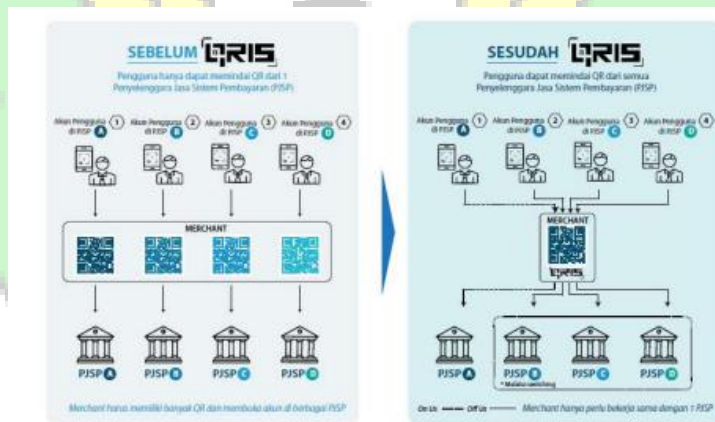 SEBELUM QRIS
Pengguna hanya dapat memindai QR dari 1
Penyelenggara Jasa Sistem Pembayaran (PJSP)
Akun Pengguna 1
di PJSP A
Akun Pengguna 2
di PJSP B
Akun Pengguna 3
di PJSP C
Akun Pengguna 4
di PJSP D
MERCHANT
PJSP A
PJSP B
PJSP C
PJSP D
Merchant harus memiliki banyak QR dan membuka akun di berbagai PJSP
SESUDAH QRIS
Pengguna dapat memindai QR dari semua
Penyelenggara Jasa Sistem Pembayaran (PJSP)
Akun Pengguna 1
di PJSP A
Akun Pengguna 2
di PJSP B
Akun Pengguna 3
di PJSP C
Akun Pengguna 4
di PJSP D
MERCHANT
QRIS
PJSP A
PJSP B
PJSP C
PJSP D
* Melalui switching
On Us Off Us
Merchant hanya perlu bekerja sama dengan 1 PJSP